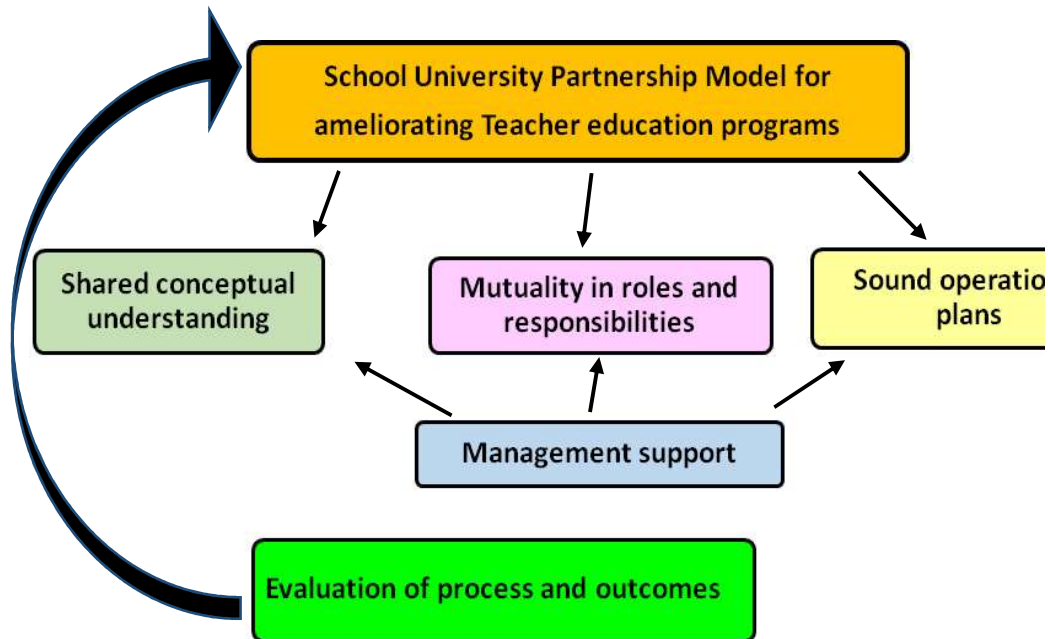 School University Partnership Model for
ameliorating Teacher education programs
Shared conceptual
understanding
Mutuality in roles and
responsibilities
Sound
plans
Management support
Evaluation of process and outcomes